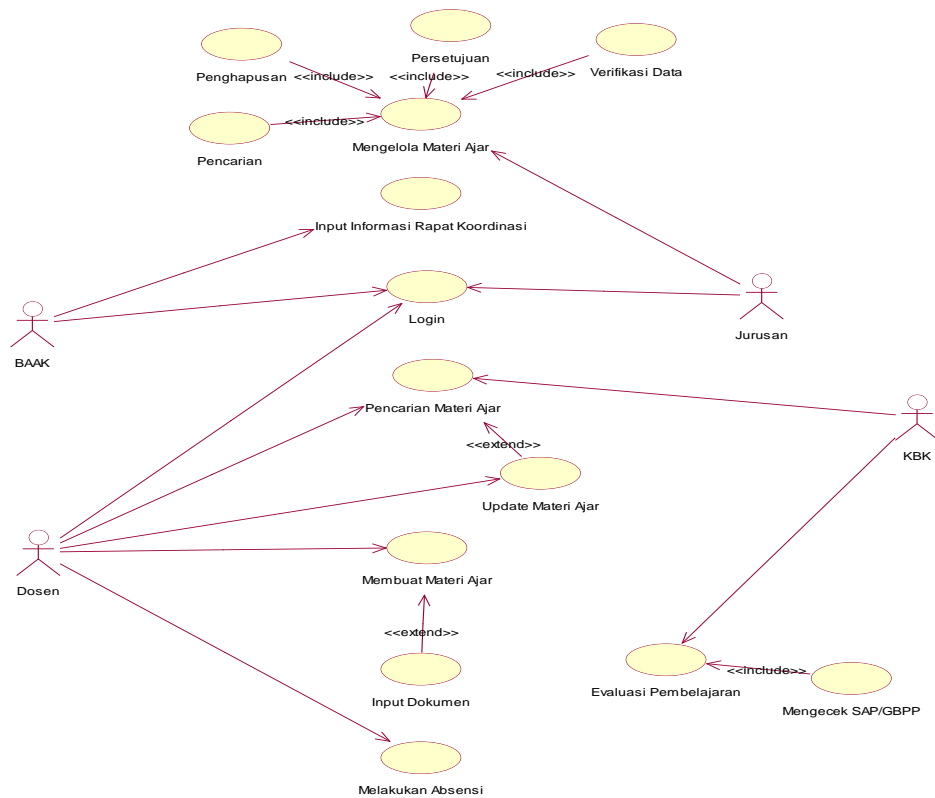 Persetujuan
Penghapusan
<<include>>
<<include>>
<<include>>
Verifikasi Data
<<include>>
Pencarian
Mengelola Materi Ajar
Input Informasi Rapat Koordinasi
Login
Jurusan
BAAK
Pencarian Materi Ajar
<<extend>>
KBK
Update Materi Ajar
Dosen
Membuat Materi Ajar
<<extend>>
<<include>>
Evaluasi Pembelajaran
Input Dokumen
Mengecek SAP/GBPP
Melakukan Absensi